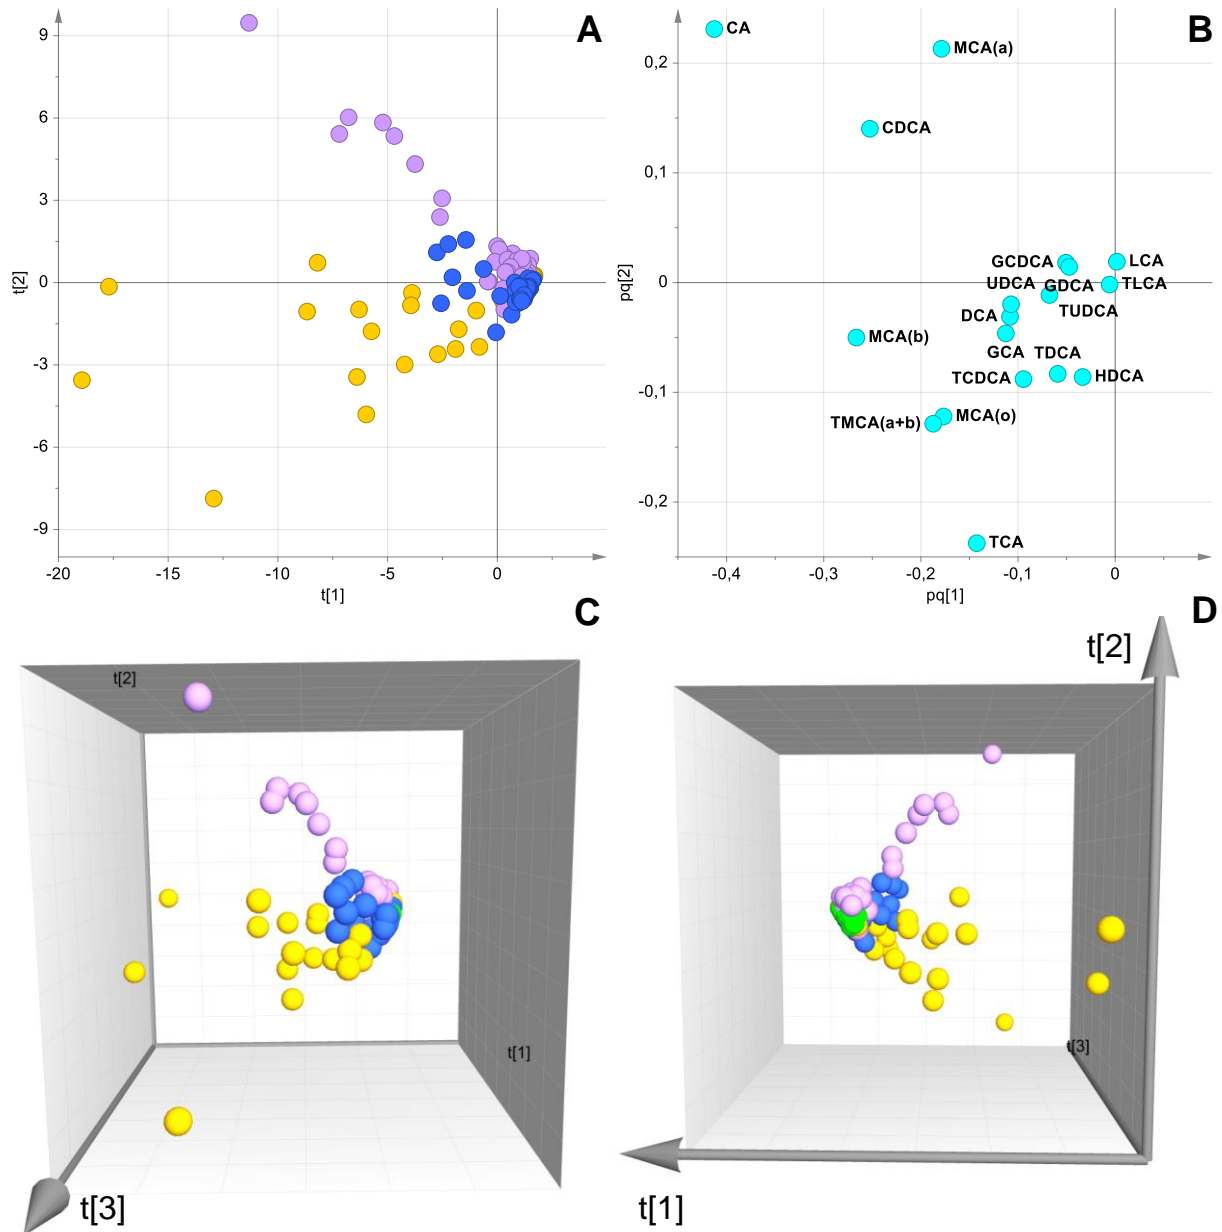 A
9
6
3
0
-3
-6
-9
t[2]
-20
-15
-10
-5
0
t[1]
B
0,2
0,1
0
-0,1
-0,2
pq[2]
CA
MCA(a)
CDCA
GCDCA
LCA
UDCA
GDCA
TLCA
DCA
TUDCA
MCA(b)
GCA
TDCA
TCDCA
HDCA
TMCA(a+b)
MCA(o)
TCA
-0,4
-0,3
-0,2
-0,1
0
pq[1]
C
t[2]
t[1]
t[3]
D
t[2]
t[3]
t[1]